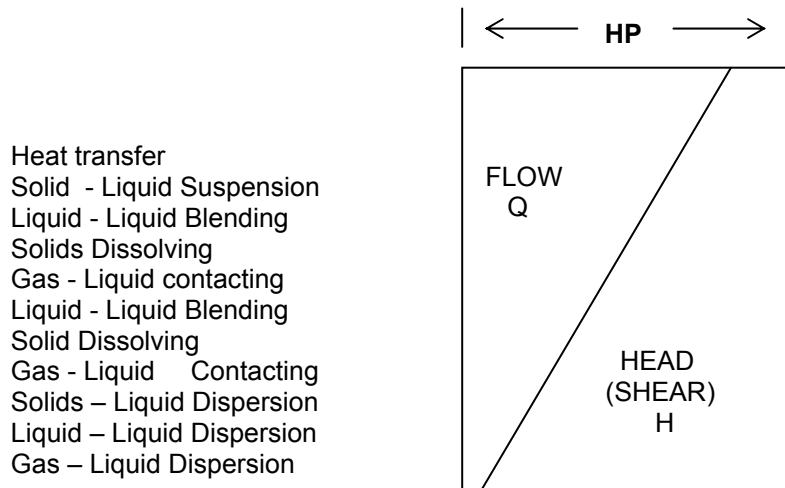 HP
Heat transfer
Solid - Liquid Suspension
Liquid - Liquid Blending
Solids Dissolving
Gas - Liquid contacting
Liquid - Liquid Blending
Solid Dissolving
Gas - Liquid Contacting
Solids – Liquid Dispersion
Liquid – Liquid Dispersion
Gas – Liquid Dispersion
FLOW
Q
HEAD
(SHEAR)
H